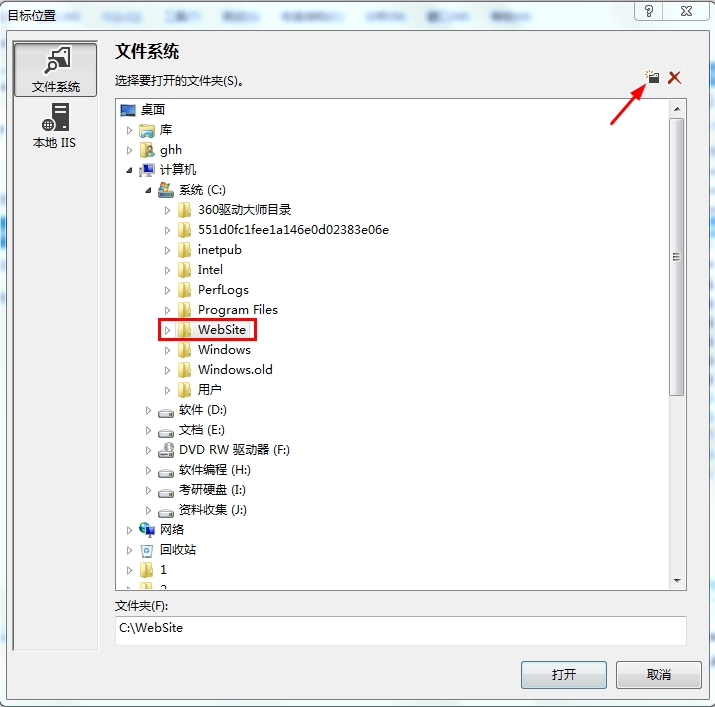 目标位置
文件系统
本地 IIS
文件系统
选择要打开的文件夹(S)。
桌面
库
ghh
计算机
系统 (C:)
360驱动大师目录
551d0fc1fee1a146e0d02383e06e
inetpub
Intel
PerfLogs
Program Files
WebSite
Windows
Windows.old
用户
软件 (D:)
文档 (E:)
DVD RW 驱动器 (F:)
软件编程 (H:)
考研硬盘 (I:)
资料收集 (J:)
网络
回收站
1
文件夹(F):
C:\WebSite
打开
取消